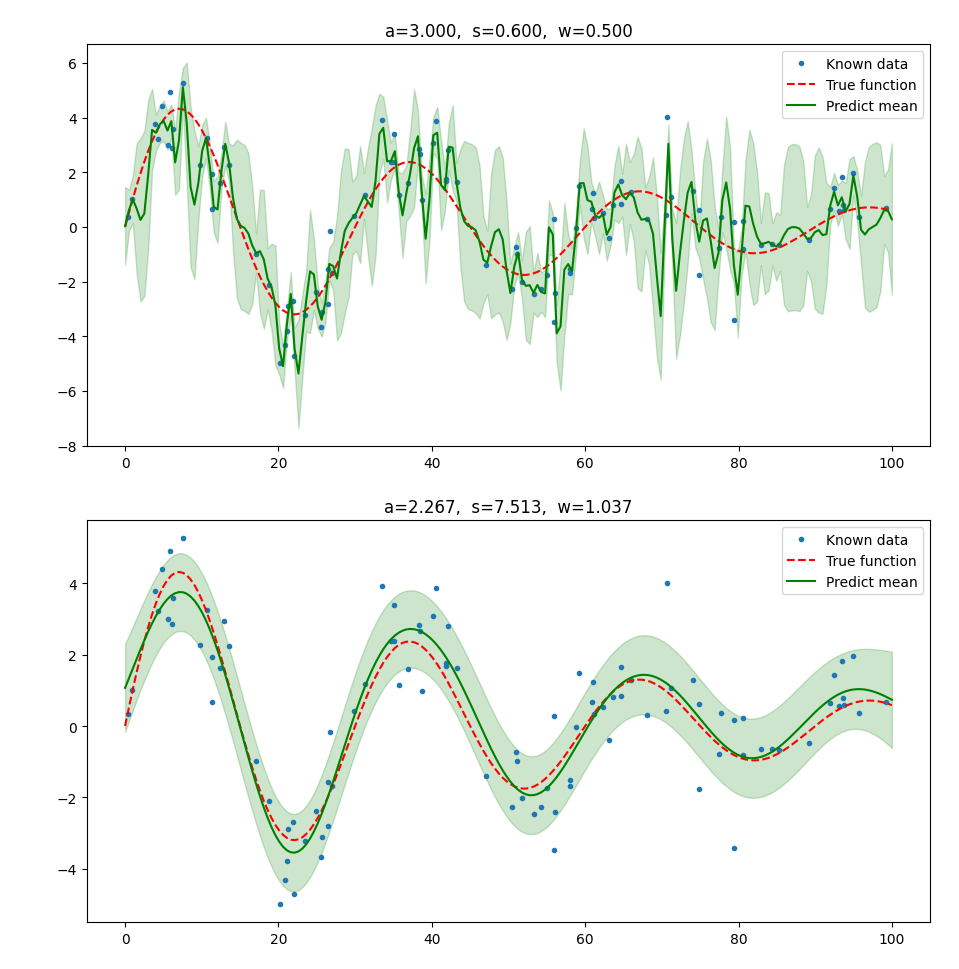 a=3.000,  s=0.600,  w=0.500
Known data
True function
Predict mean
6
4
2
0
−2
−4
−6
−8
0 20 40 60 80 100
a=2.267,  s=7.513,  w=1.037
Known data
True function
Predict mean
4
2
0
−2
−4
0 20 40 60 80 100